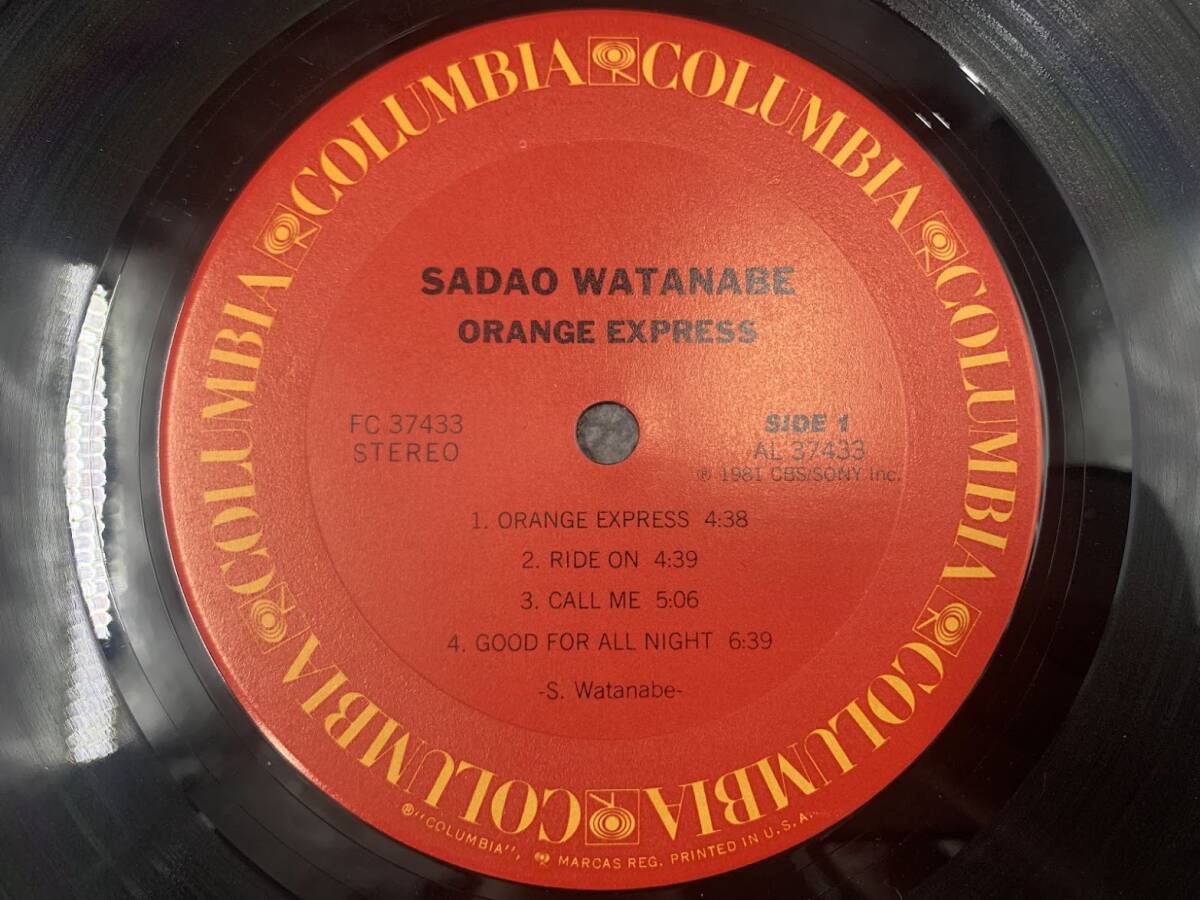 COLUMBIA COLUMBIA COLUMBIA COLUMBIA COLUMBIA COLUMBIA COLUMBIA COLUMBIA
SADAO WATANABE
ORANGE EXPRESS
FC 37433
STEREO
SIDE 1
AL 37433
℗ 1981 CBS/SONY Inc.
1. ORANGE EXPRESS 4:38
2. RIDE ON 4:39
3. CALL ME 5:06
4. GOOD FOR ALL NIGHT 6:39
-S. Watanabe-
® "COLUMBIA", MARCAS REG. PRINTED IN U.S.A.